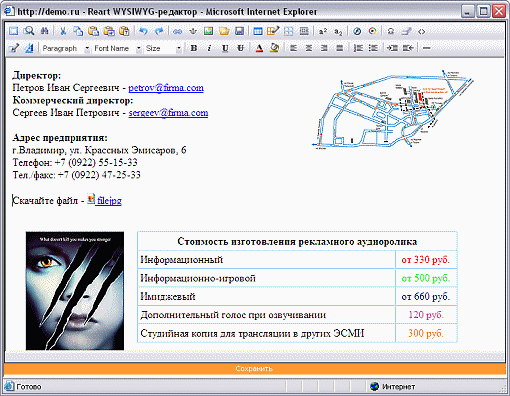 http://demo.ru - Reart WYSIWYG-редактор - Microsoft Internet Explorer
Paragraph Font Name Size B I U U
Директор:
Петров Иван Сергеевич - petrov@firma.com
Коммерческий директор:
Сергеев Иван Петрович - sergeev@firma.com
Адрес предприятия:
г.Владимир, ул. Крассных Эмисаров, 6
Телефон: +7 (0922) 55-15-33
Тел./факс: +7 (0922) 47-25-33
Скачайте файл - filejpg
What doesn't kill you makes you stronger
Стоимость изготовления рекламного аудиоролика
Информационный от 330 руб.
Информационно-игровой от 500 руб.
Имиджевый от 660 руб.
Дополнительный голос при озвучивании 120 руб.
Студийная копия для трансляции в других ЭСМИ 300 руб.
Сохранить
Готово Интернет